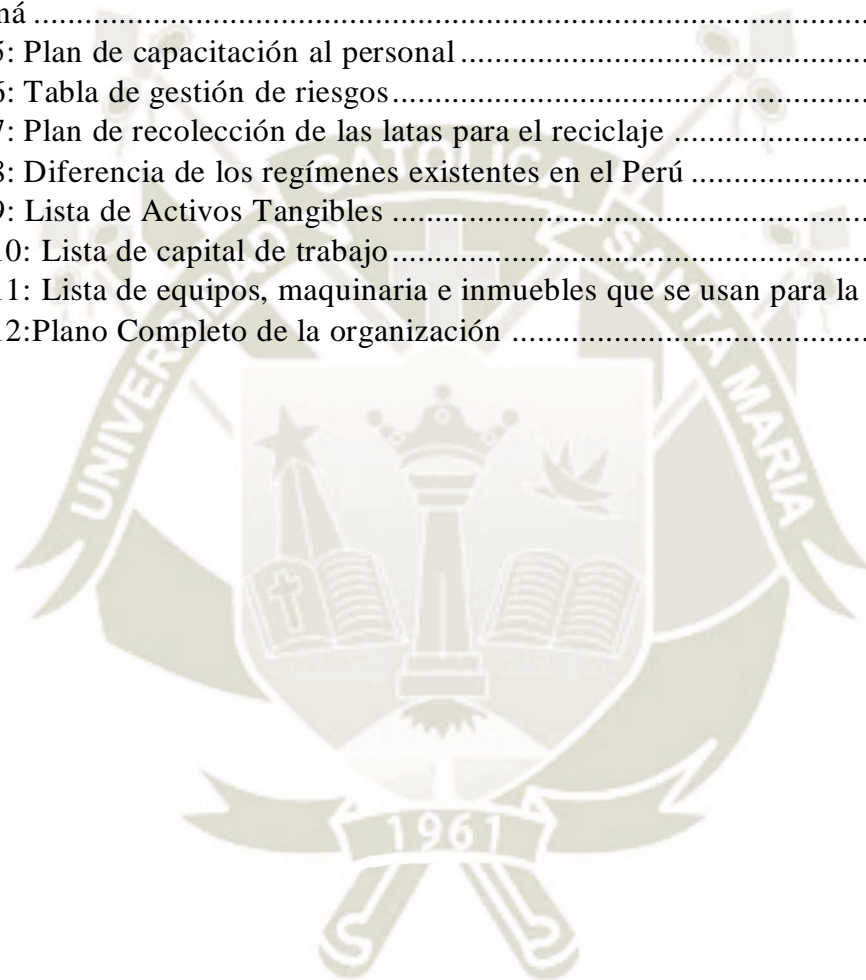 ná ........................................................................................
5: Plan de capacitación al personal ..................................................
6: Tabla de gestión de riesgos ............................................................
7: Plan de recolección de las latas para el reciclaje ........................
8: Diferencia de los regímenes existentes en el Perú ......................
9: Lista de Activos Tangibles ............................................................
10: Lista de capital de trabajo ............................................................
11: Lista de equipos, maquinaria e inmuebles que se usan para la
12:Plano Completo de la organización .............................................
CATOLICA
SANTA MARIA
1961